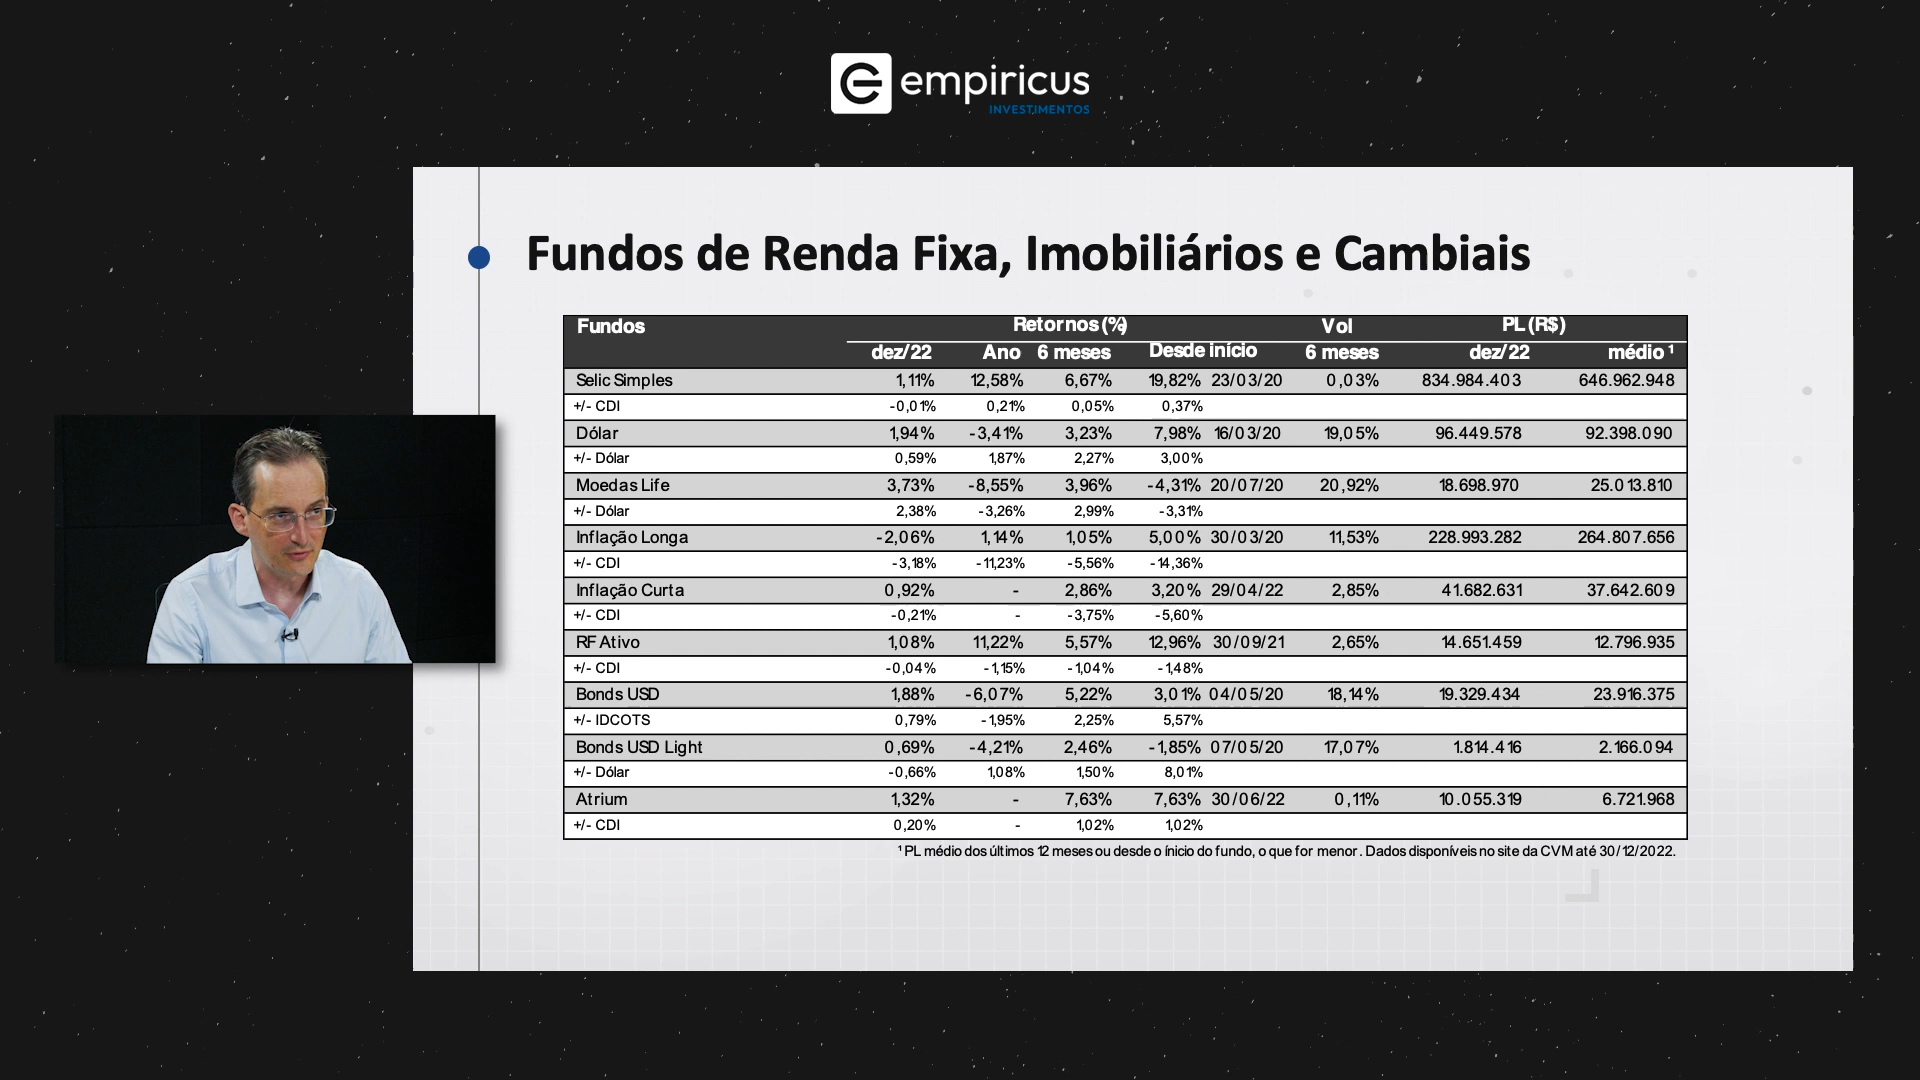 empiricus
INVESTIMENTOS
Fundos de Renda Fixa, Imobiliários e Cambiais
Fundos Retornos (%) Vol PL (R$)
dez/22 Ano 6 meses Desde início 6 meses dez/22 médio ¹
Selic Simples 1,11% 12,58% 6,67% 19,82% 23/03/20 0,03% 834.984.403 646.962.948
+/- CDI -0,01% 0,21% 0,05% 0,37%
Dólar 1,94% -3,41% 3,23% 7,98% 16/03/20 19,05% 96.449.578 92.398.090
+/- Dólar 0,59% 1,87% 2,27% 3,00%
Moedas Life 3,73% -8,55% 3,96% -4,31% 20/07/20 20,92% 18.698.970 25.013.810
+/- Dólar 2,38% -3,26% 2,99% -3,31%
Inflação Longa -2,06% 1,14% 1,05% 5,00% 30/03/20 11,53% 228.993.282 264.807.656
+/- CDI -3,18% -11,23% -5,56% -14,36%
Inflação Curta 0,92% - 2,86% 3,20% 29/04/22 2,85% 41.682.631 37.642.609
+/- CDI -0,21% - -3,75% -5,60%
RF Ativo 1,08% 11,22% 5,57% 12,96% 30/09/21 2,65% 14.651.459 12.796.935
+/- CDI -0,04% -1,15% -1,04% -1,48%
Bonds USD 1,88% -6,07% 5,22% 3,01% 04/05/20 18,14% 19.329.434 23.916.375
+/- IDCOTS 0,79% -1,95% 2,25% 5,57%
Bonds USD Light 0,69% -4,21% 2,46% -1,85% 07/05/20 17,07% 1.814.416 2.166.094
+/- Dólar -0,66% 1,08% 1,50% 8,01%
Atrium 1,32% - 7,63% 7,63% 30/06/22 0,11% 10.055.319 6.721.968
+/- CDI 0,20% - 1,02% 1,02%
¹ PL médio dos últimos 12 meses ou desde o ínicio do fundo, o que for menor. Dados disponíveis no site da CVM até 30/12/2022.